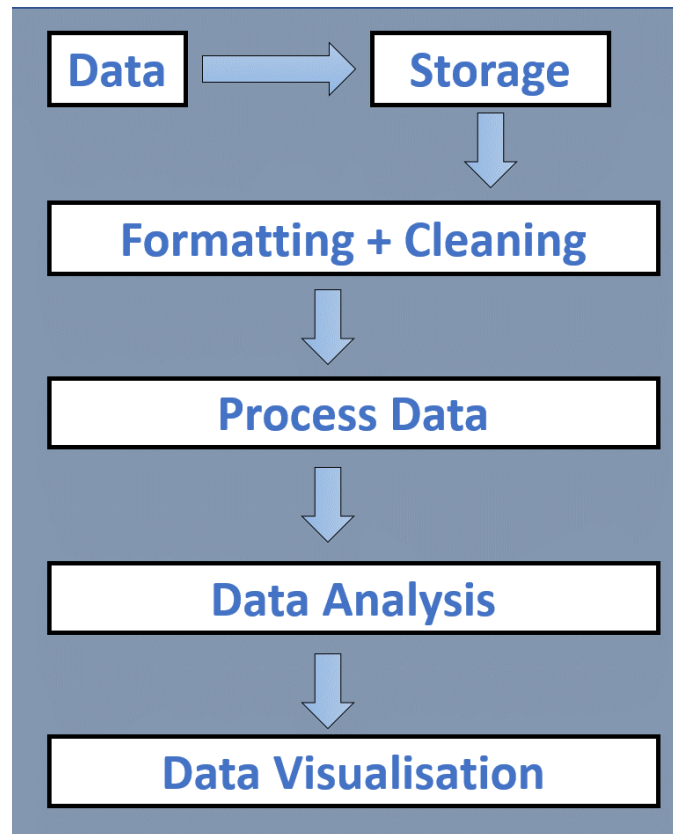 Data
Storage
Formatting + Cleaning
Process Data
Data Analysis
Data Visualisation